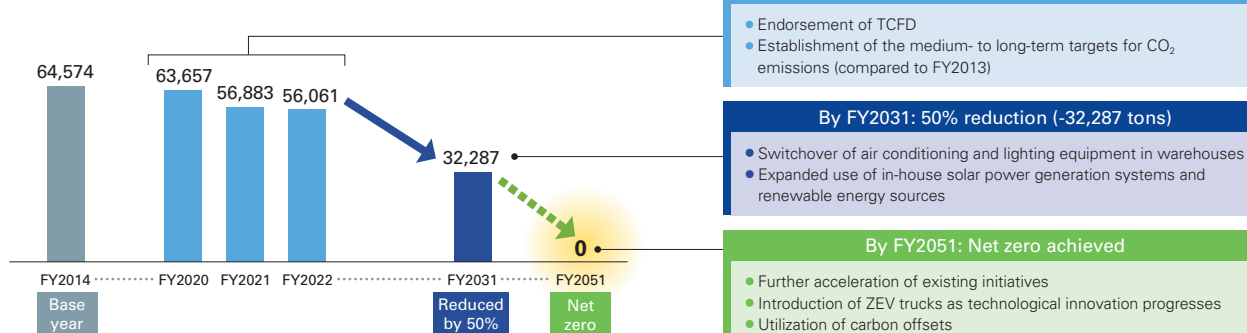 64,574
63,657
56,883
56,061
32,287
0
FY2014
FY2020
FY2021
FY2022
FY2031
FY2051
Base
year
Reduced
by 50%
Net
zero
● Endorsement of TCFD
● Establishment of the medium- to long-term targets for CO₂
emissions (compared to FY2013)
By FY2031: 50% reduction (-32,287 tons)
● Switchover of air conditioning and lighting equipment in warehouses
● Expanded use of in-house solar power generation systems and
renewable energy sources
By FY2051: Net zero achieved
● Further acceleration of existing initiatives
● Introduction of ZEV trucks as technological innovation progresses
● Utilization of carbon offsets